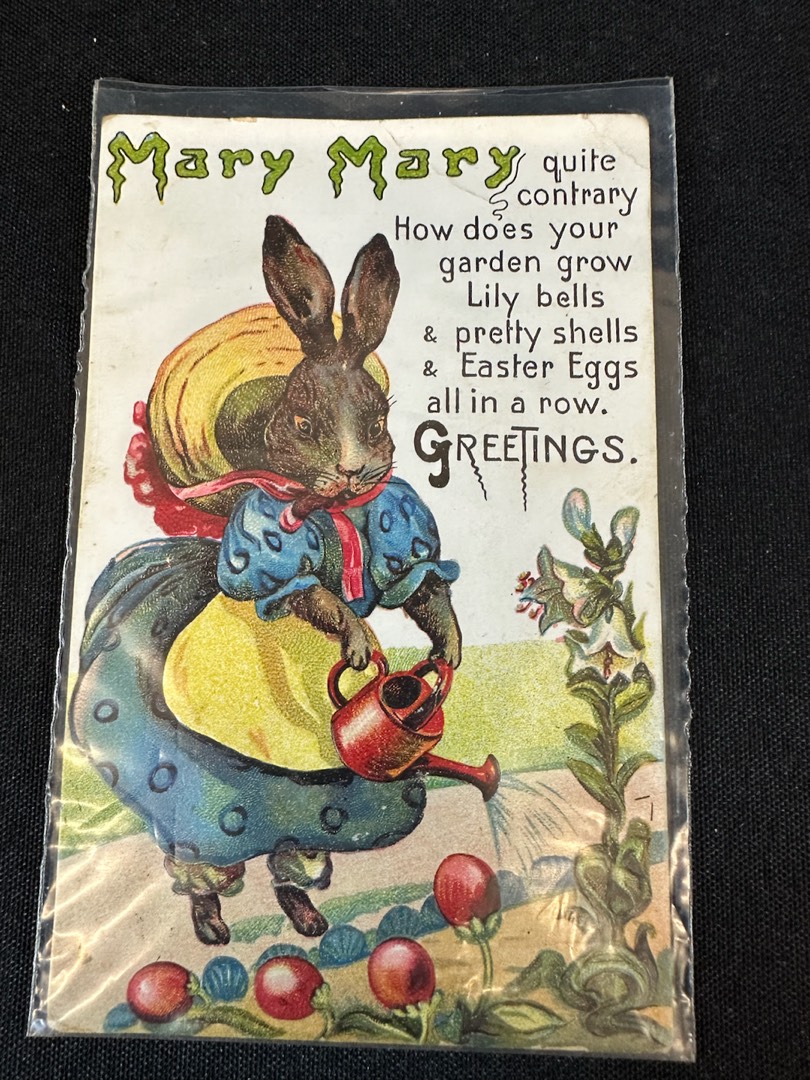 Mary Mary quite
contrary
How does your
garden grow
Lily bells
& pretty shells
& Easter Eggs
all in a row.
GREETINGS.